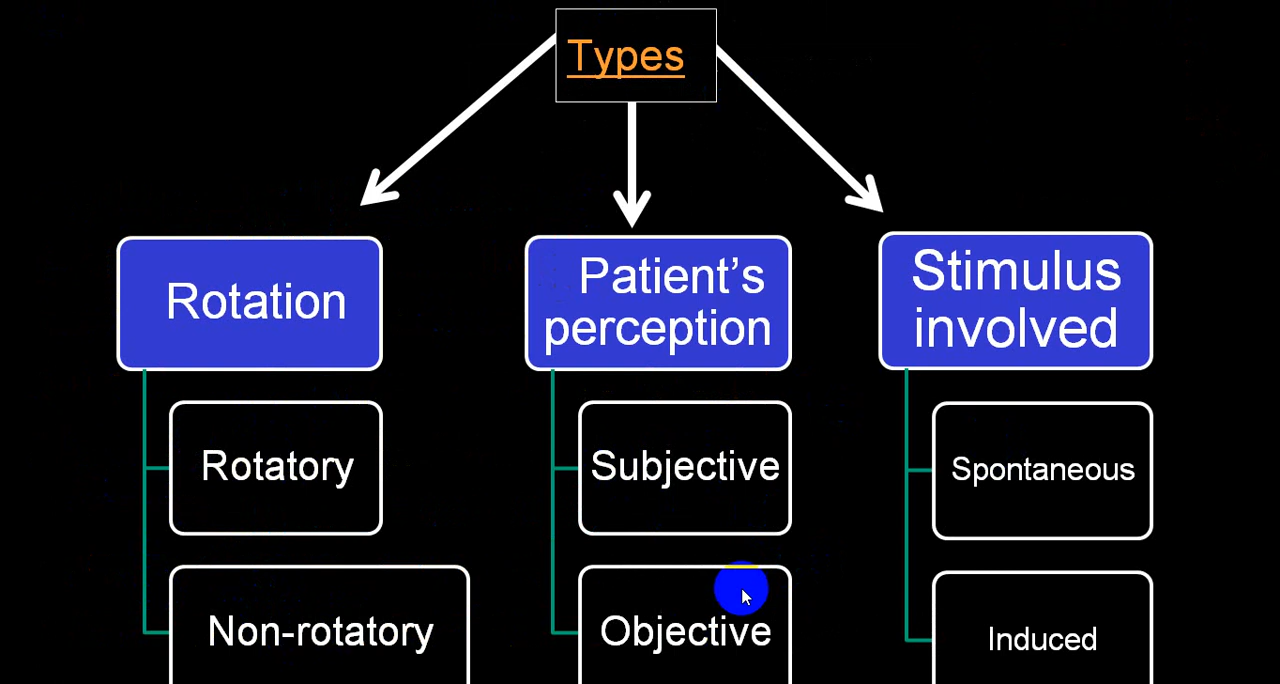 Types
Rotation
Rotatory
Non-rotatory
Patient’s
perception
Subjective
Objective
Stimulus
involved
Spontaneous
Induced